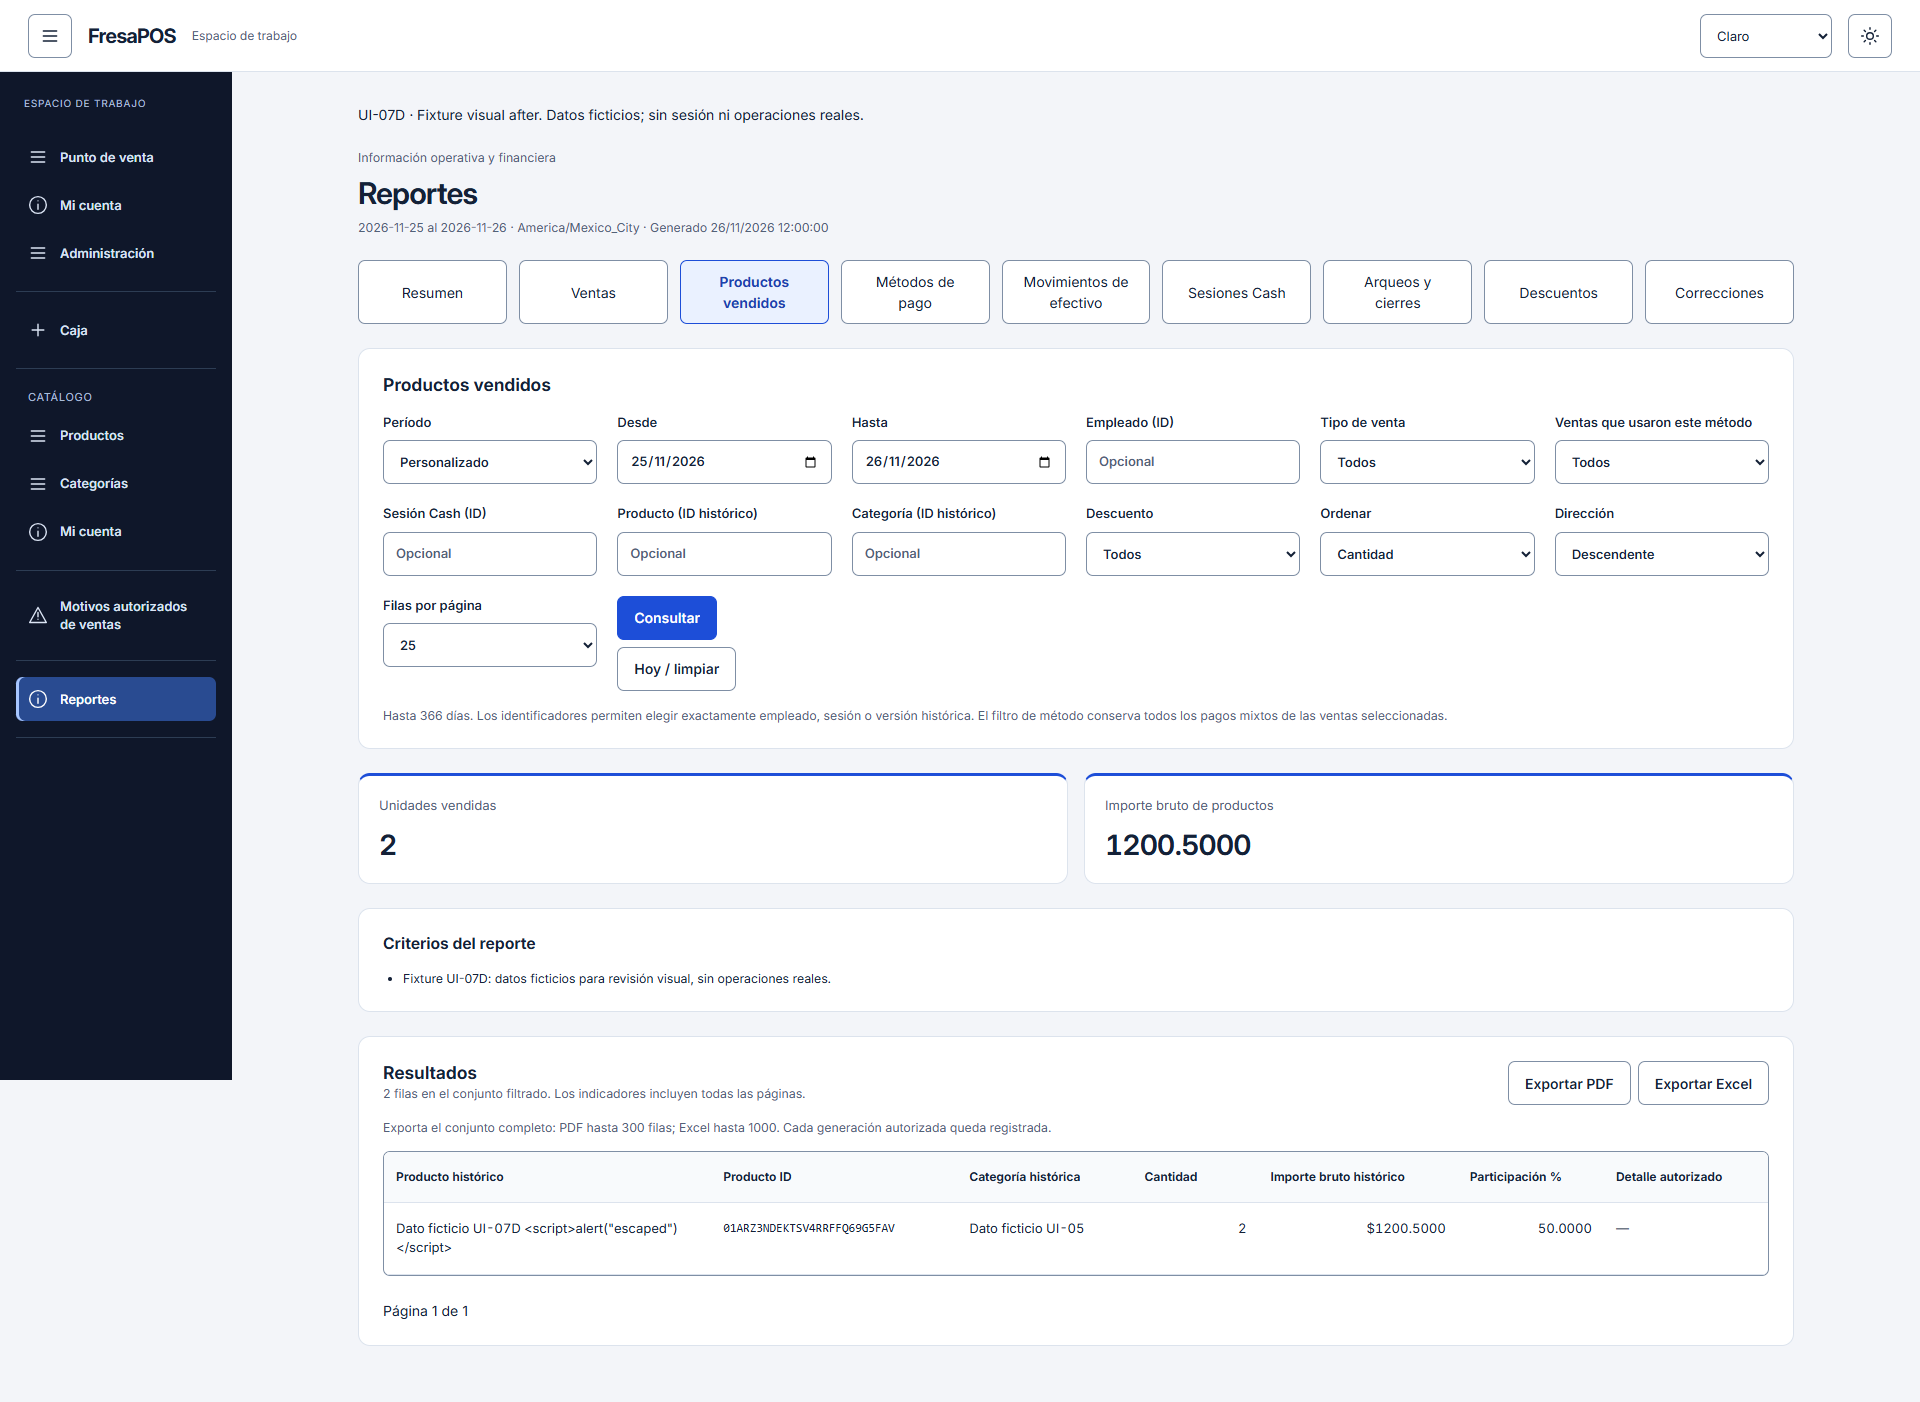 FresaPOS
Espacio de trabajo
Claro
ESPACIO DE TRABAJO
Punto de venta
Mi cuenta
Administración
Caja
CATÁLOGO
Productos
Categorías
Mi cuenta
Motivos autorizados
de ventas
Reportes
UI-07D · Fixture visual after. Datos ficticios; sin sesión ni operaciones reales.
Información operativa y financiera
Reportes
2026-11-25 al 2026-11-26 · America/Mexico_City · Generado 26/11/2026 12:00:00
Resumen
Ventas
Productos
vendidos
Métodos de
pago
Movimientos de
efectivo
Sesiones Cash
Arqueos y
cierres
Descuentos
Correcciones
Productos vendidos
Período
Desde
Hasta
Empleado (ID)
Tipo de venta
Ventas que usaron este método
Personalizado
25/11/2026
26/11/2026
Opcional
Todos
Todos
Sesión Cash (ID)
Producto (ID histórico)
Categoría (ID histórico)
Descuento
Ordenar
Dirección
Opcional
Opcional
Opcional
Todos
Cantidad
Descendente
Filas por página
25
Consultar
Hoy / limpiar
Hasta 366 días. Los identificadores permiten elegir exactamente empleado, sesión o versión histórica. El filtro de método conserva todos los pagos mixtos de las ventas seleccionadas.
Unidades vendidas
2
Importe bruto de productos
1200.5000
Criterios del reporte
• Fixture UI-07D: datos ficticios para revisión visual, sin operaciones reales.
Resultados
2 filas en el conjunto filtrado. Los indicadores incluyen todas las páginas.
Exportar PDF
Exportar Excel
Exporta el conjunto completo: PDF hasta 300 filas; Excel hasta 1000. Cada generación autorizada queda registrada.
Producto histórico
Producto ID
Categoría histórica
Cantidad
Importe bruto histórico
Participación %
Detalle autorizado
Dato ficticio UI-07D <script>alert("escaped")
</script>
01ARZ3NDEKTSV4RRFFQ69G5FAV
Dato ficticio UI-05
2
$1200.5000
50.0000
—
Página 1 de 1